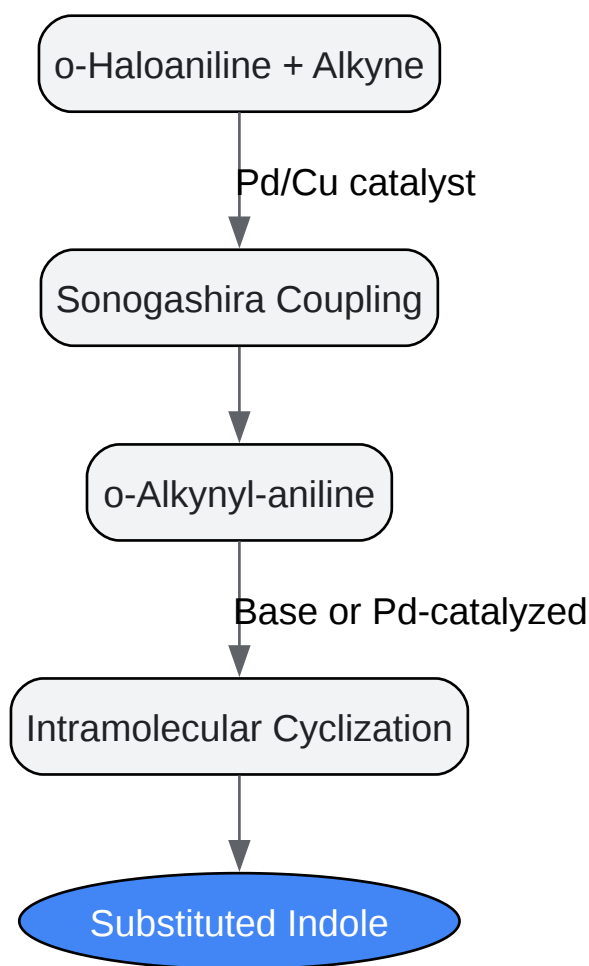 o-Haloaniline + Alkyne
Pd/Cu catalyst
Sonogashira Coupling
o-Alkynyl-aniline
Base or Pd-catalyzed
Intramolecular Cyclization
Substituted Indole